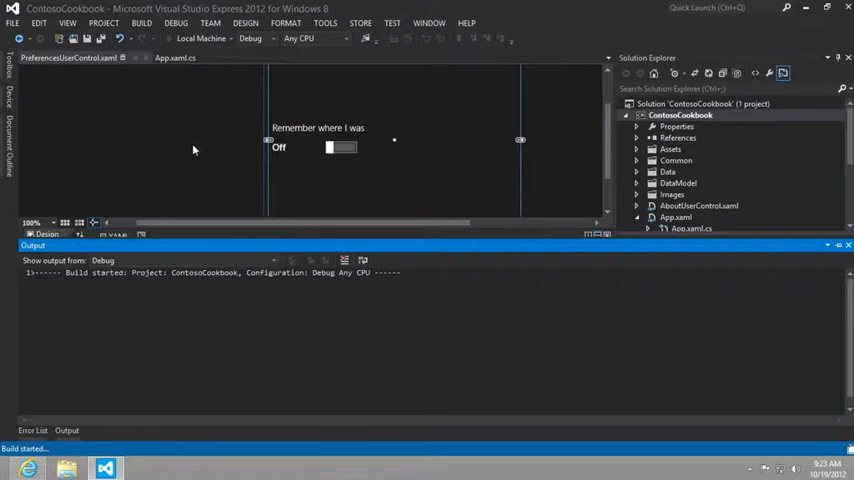 ContosoCookbook - Microsoft Visual Studio Express 2012 for Windows 8
Quick Launch (Ctrl+Q)
FILE EDIT VIEW PROJECT BUILD DEBUG TEAM DESIGN FORMAT TOOLS STORE TEST WINDOW HELP
Local Machine Debug Any CPU
PreferencesUserControl.xaml App.xaml.cs
Solution Explorer
Search Solution Explorer (Ctrl+;)
Toolbox
Device
Document Outline
Remember where I was
Off
Solution 'ContosoCookbook' (1 project)
ContosoCookbook
Properties
References
Assets
Common
Data
DataModel
Images
AboutUserControl.xaml
App.xaml
App.xaml.cs
100%
Design XAML
Output
Show output from: Debug
1>------ Build started: Project: ContosoCookbook, Configuration: Debug Any CPU ------
Error List Output
Build started...
9:23 AM
10/19/2012